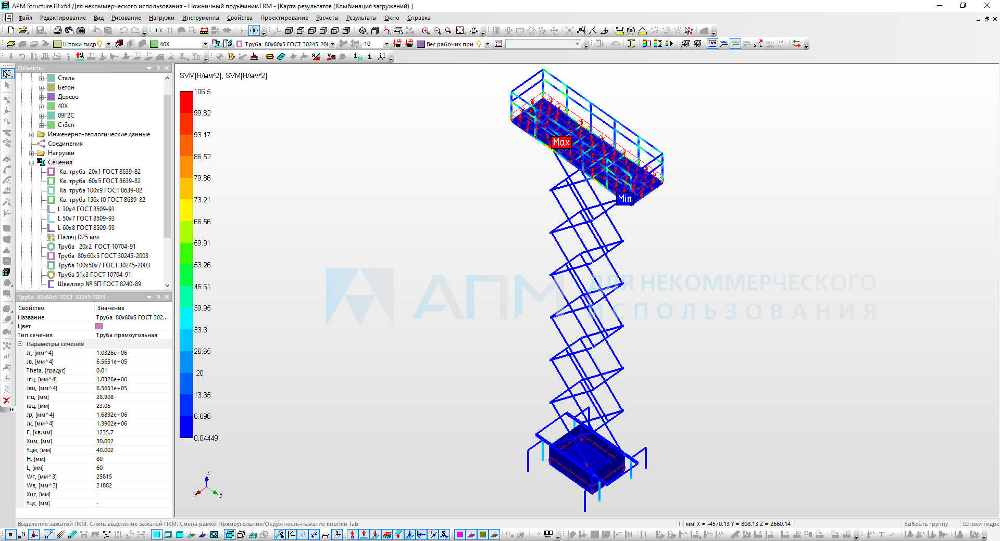 APM Structure3D x64 Для некоммерческого использования - Ножничный подъёмник.FRM - [Карта результатов (Комбинация загружений) ]
Файл Редактирование Вид Рисование Нагрузки Инструменты Свойства Проектирование Расчеты Результаты Окно Справка
1:X
Штоки гидр 40X Труба 80x60x5 ГОСТ 30245-200 10 Вес рабочих при EXT STL
Объекты
Сталь
Бетон
Дерево
40X
09Г2С
Ст3сп
Инженерно-геологические данные
Соединения
Нагрузки
Сечения
Кв. труба 20x1 ГОСТ 8639-82
Кв. труба 60x5 ГОСТ 8639-82
Кв. труба 100x9 ГОСТ 8639-82
Кв. труба 150x10 ГОСТ 8639-82
L 30x4 ГОСТ 8509-93
L 50x7 ГОСТ 8509-93
L 60x8 ГОСТ 8509-93
Палец D25 мм
Труба 20x2 ГОСТ 10704-91
Труба 80x60x5 ГОСТ 30245-2003
Труба 100x50x7 ГОСТ 30245-2003
Труба 51x3 ГОСТ 10704-91
Швеллер № 5П ГОСТ 8240-89
Труба 80x60x5 ГОСТ 30245-2003
Свойство Значение
Название Труба 80x60x5 ГОСТ 302...
Цвет
Тип сечения Труба прямоугольная
Параметры сечения
Jг, [мм^4] 1.0326e+06
Jв, [мм^4] 6.5651e+05
Theta, [градус] 0.01
Jгц, [мм^4] 1.0326e+06
Jвц, [мм^4] 6.5651e+05
iгц, [мм] 28.908
iвц, [мм] 23.05
Jр, [мм^4] 1.6892e+06
Jк, [мм^4] 1.3902e+06
F, [кв.мм] 1235.7
Xцм, [мм] 30.002
Yцм, [мм] 40.002
H, [мм] 80
L, [мм] 60
Wг, [мм^3] 25815
Wв, [мм^3] 21882
Xцс, [мм] -
Yцс, [мм] -
SVM[Н/мм^2], SVM[Н/мм^2]
106.5
99.82
93.17
86.52
79.86
73.21
66.56
59.91
53.26
46.61
39.95
33.3
26.65
20
13.35
6.696
0.04449
Max
Min
АПМ ДЛЯ НЕКОММЕРЧЕСКОГО
ИСПОЛЬЗОВАНИЯ
z
x y
Выделение зажатой ЛКМ. Снять выделение зажатой ПКМ. Смена рамки Прямоугольник/Окружность-нажатие кнопки Tab
П мм X = -4570.13 Y = 808.13 Z = 2660.14 Выбрать группу Штоки гидрс